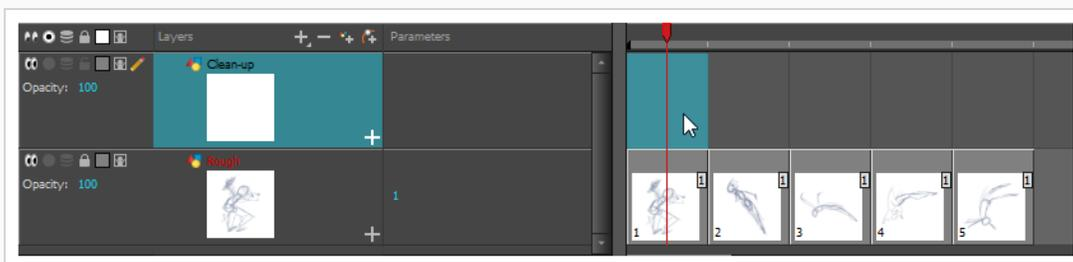 Layers Parameters
Clean-up
Opacity: 100
Rough
Opacity: 100
1
1 1 1 1 1
1 2 3 4 5